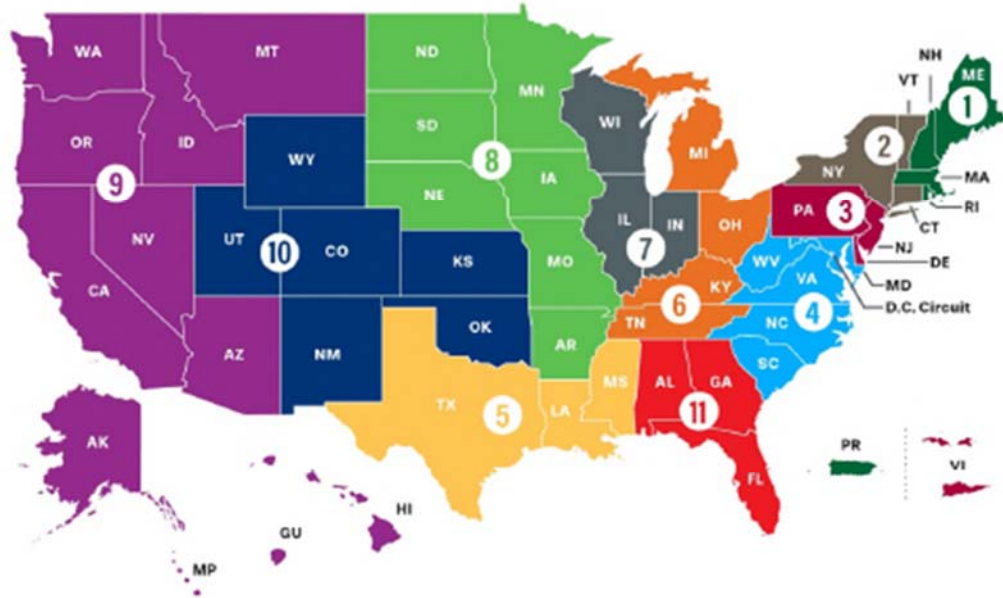 WA
MT
ND
MN
NH
VT
ME
1
OR
ID
SD
WI
MI
NY
2
MA
RI
CT
9
WY
8
IA
NE
PA
3
NJ
DE
MD
D.C. Circuit
NV
UT
10
CO
KS
MO
IL
IN
7
OH
WV
VA
KY
6
4
CA
AZ
NM
OK
AR
TN
NC
SC
TX
5
LA
MS
AL
GA
11
FL
AK
HI
GU
MP
PR
VI